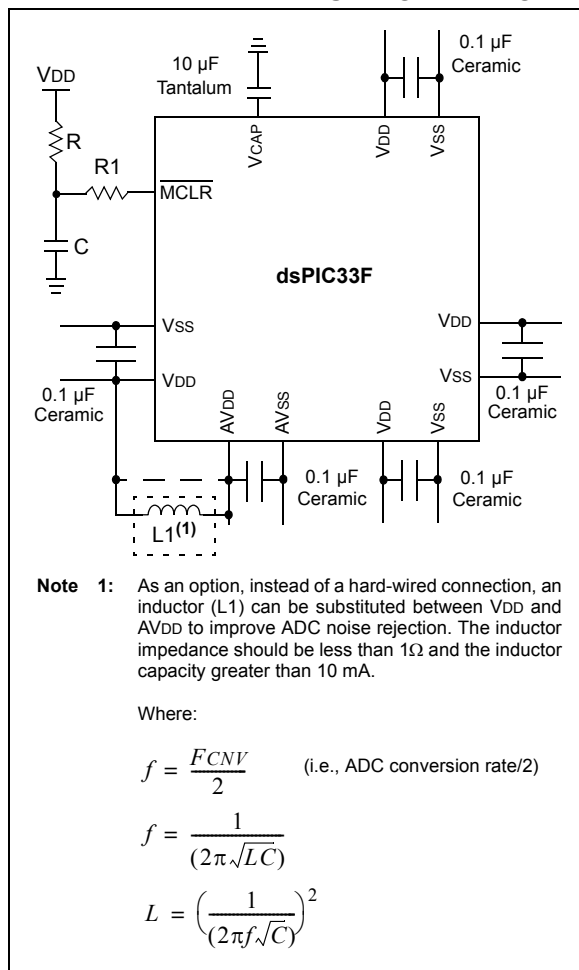 0.1 µF
Ceramic
10 µF
Tantalum
VDD
R
R1
C
VCAP
VDD
VSS
MCLR
dsPIC33F
VSS
VDD
0.1 µF
Ceramic
VDD
VSS
0.1 µF
Ceramic
AVDD
AVSS
VDD
VSS
0.1 µF
Ceramic
0.1 µF
Ceramic
L1(1)
Note 1: As an option, instead of a hard-wired connection, an
inductor (L1) can be substituted between VDD and
AVDD to improve ADC noise rejection. The inductor
impedance should be less than 1Ω and the inductor
capacity greater than 10 mA.
Where:
f = FCNV / 2 (i.e., ADC conversion rate/2)
f = 1 / (2π√LC)
L = (1 / (2πf√C))²